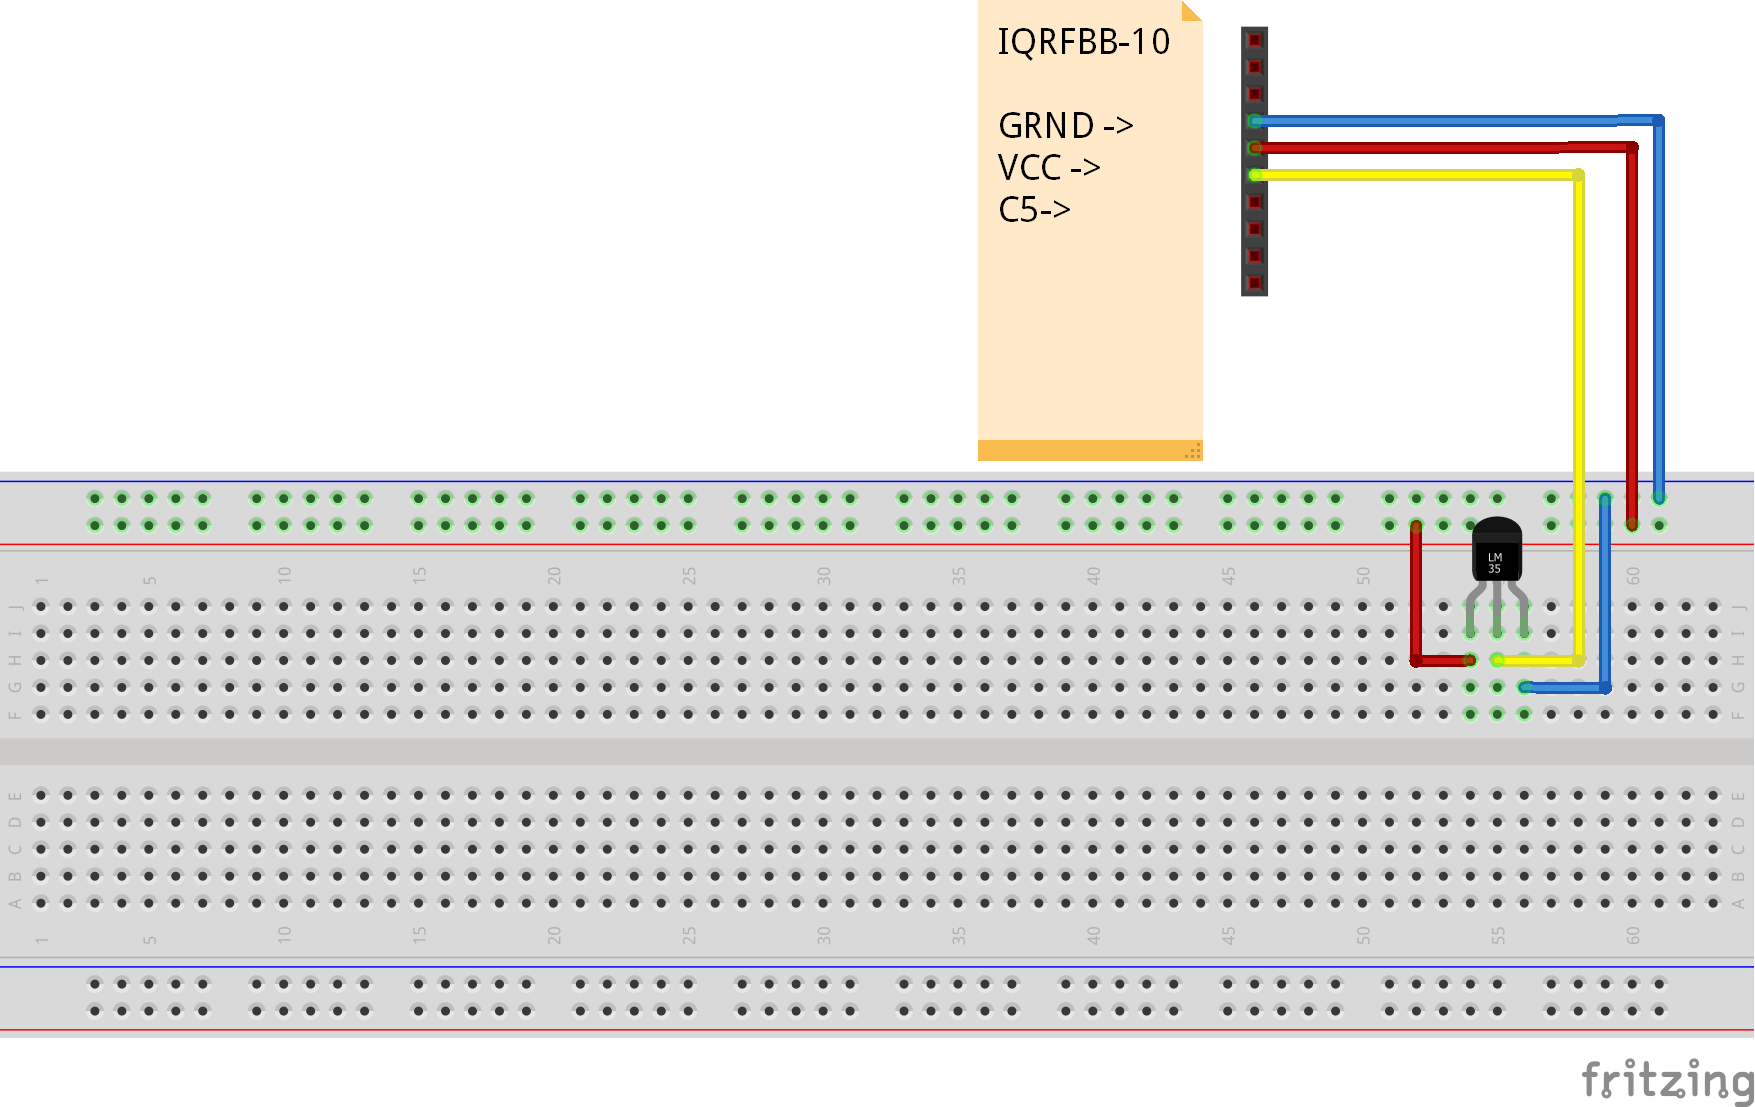 IQRFBB-10
GRND ->
VCC ->
C5->
LM
35
1 5 10 15 20 25 30 35 40 45 50 60
J J
I I
H H
G G
F F
E E
D D
C C
B B
A A
1 5 10 15 20 25 30 35 40 45 50 55 60
fritzing